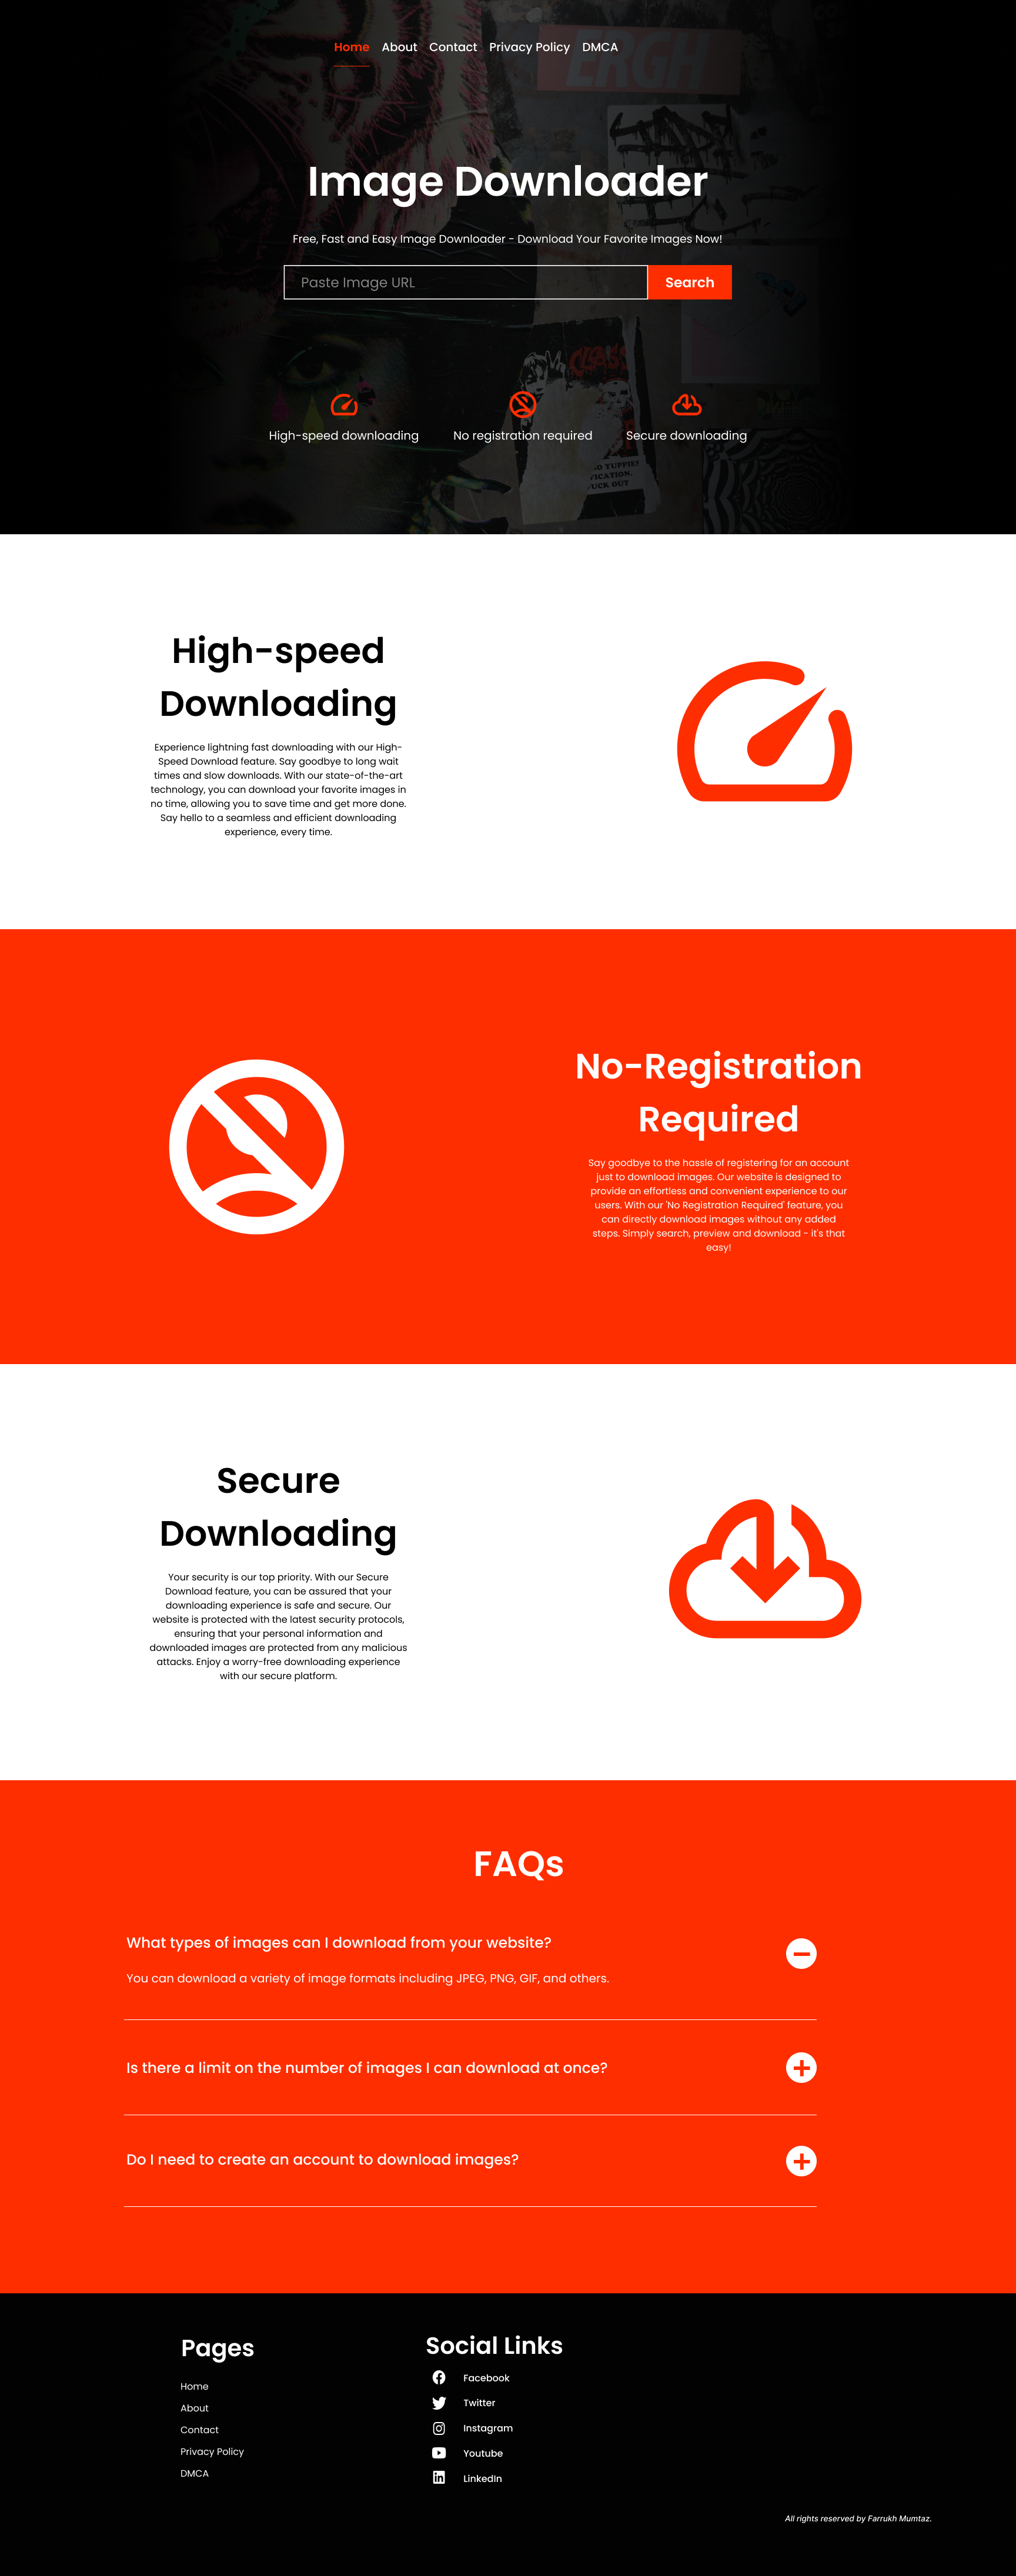 Home About Contact Privacy Policy DMCA
ERGH
Image Downloader
Free, Fast and Easy Image Downloader - Download Your Favorite Images Now!
Paste Image URL
Search
CLASS
High-speed downloading
No registration required
Secure downloading
NO YUPPIES
UCK OUT
High-speed
Downloading
Experience lightning fast downloading with our High-
Speed Download feature. Say goodbye to long wait
times and slow downloads. With our state-of-the-art
technology, you can download your favorite images in
no time, allowing you to save time and get more done.
Say hello to a seamless and efficient downloading
experience, every time.
No-Registration
Required
Say goodbye to the hassle of registering for an account
just to download images. Our website is designed to
provide an effortless and convenient experience to our
users. With our 'No Registration Required' feature, you
can directly download images without any added
steps. Simply search, preview and download - it's that
easy!
Secure
Downloading
Your security is our top priority. With our Secure
Download feature, you can be assured that your
downloading experience is safe and secure. Our
website is protected with the latest security protocols,
ensuring that your personal information and
downloaded images are protected from any malicious
attacks. Enjoy a worry-free downloading experience
with our secure platform.
FAQs
What types of images can I download from your website?
You can download a variety of image formats including JPEG, PNG, GIF, and others.
Is there a limit on the number of images I can download at once?
Do I need to create an account to download images?
Pages
Home
About
Contact
Privacy Policy
DMCA
Social Links
Facebook
Twitter
Instagram
Youtube
LinkedIn
All rights reserved by Farrukh Mumtaz.